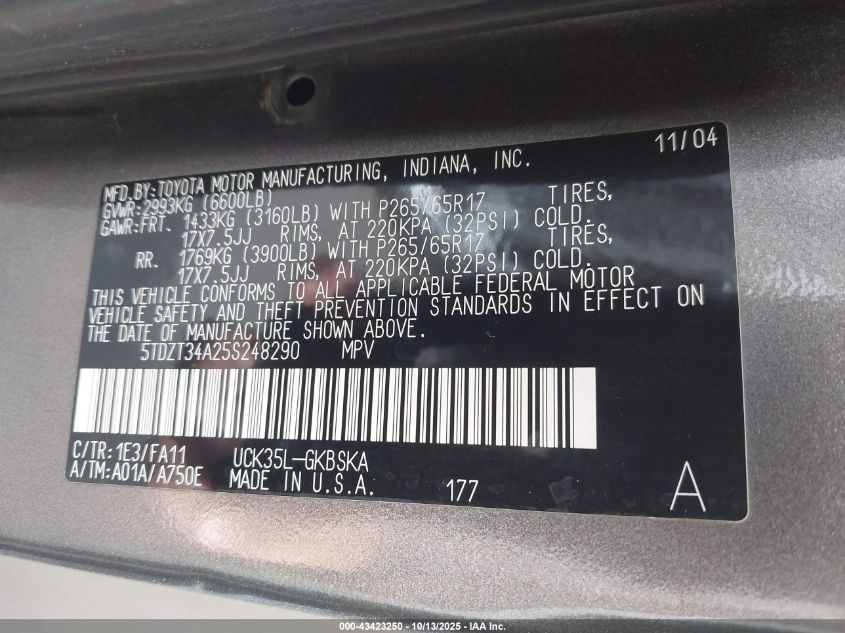 11/04
MFD.BY:TOYOTA MOTOR MANUFACTURING, INDIANA, INC.
GVWR:2993KG (6600LB)
GAWR:FRT. 1433KG (3160LB) WITH P265/65R17 TIRES,
17X7.5JJ RIMS, AT 220KPA (32PSI) COLD.
RR. 1769KG (3900LB) WITH P265/65R17 TIRES,
17X7.5JJ RIMS, AT 220KPA (32PSI) COLD.
THIS VEHICLE CONFORMS TO ALL APPLICABLE FEDERAL MOTOR
VEHICLE SAFETY AND THEFT PREVENTION STANDARDS IN EFFECT ON
THE DATE OF MANUFACTURE SHOWN ABOVE.
5TDZT34A25S248290 MPV
C/TR: 1E3/FA11 UCK35L-GKBSKA
A/TM:A01A/A750E MADE IN U.S.A. 177 A
000-43423250 - 10/13/2025 - IAA Inc.